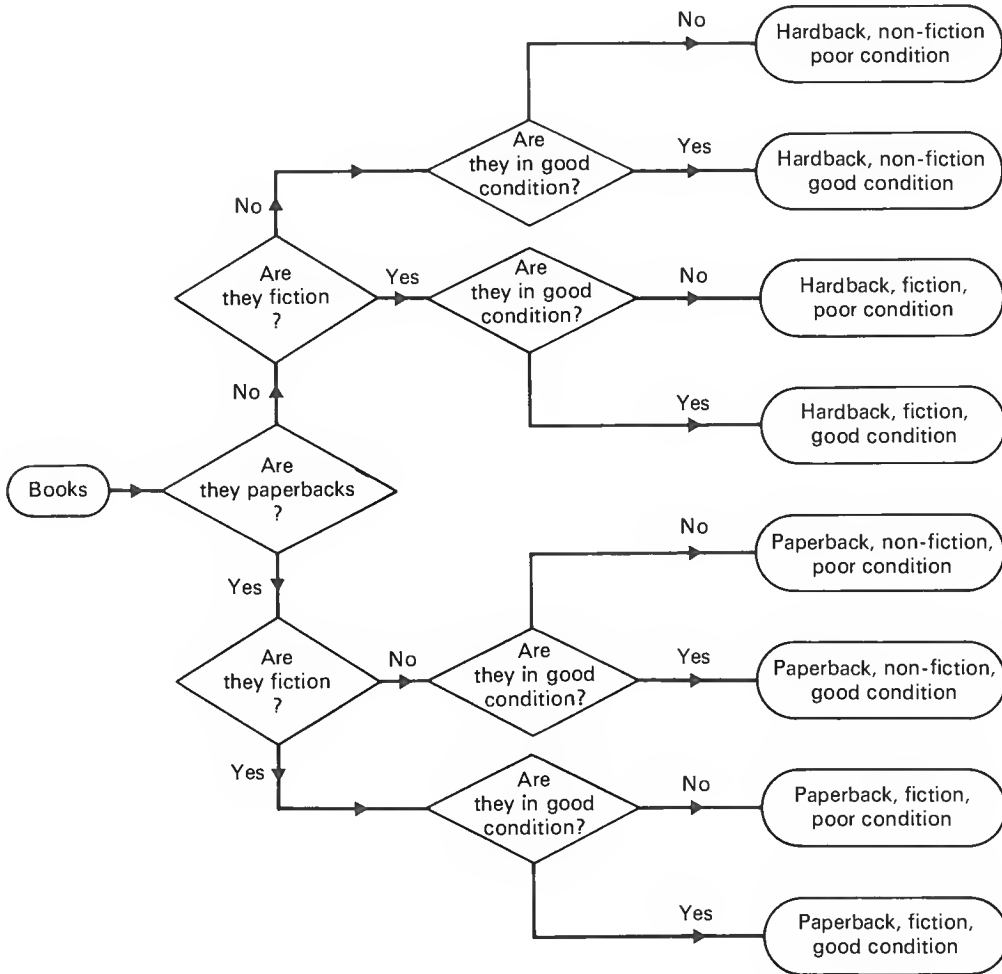 No
Hardback, non-fiction
poor condition
Are
they in good
condition?
Yes
Hardback, non-fiction
good condition
No
Are
they fiction
?
Yes
Are
they in good
condition?
No
Hardback, fiction,
poor condition
No
Yes
Hardback, fiction,
good condition
Books
Are
they paperbacks
?
No
Paperback, non-fiction,
poor condition
Yes
Are
they fiction
?
No
Are
they in good
condition?
Yes
Paperback, non-fiction,
good condition
Yes
Are
they in good
condition?
No
Paperback, fiction,
poor condition
Yes
Paperback, fiction,
good condition